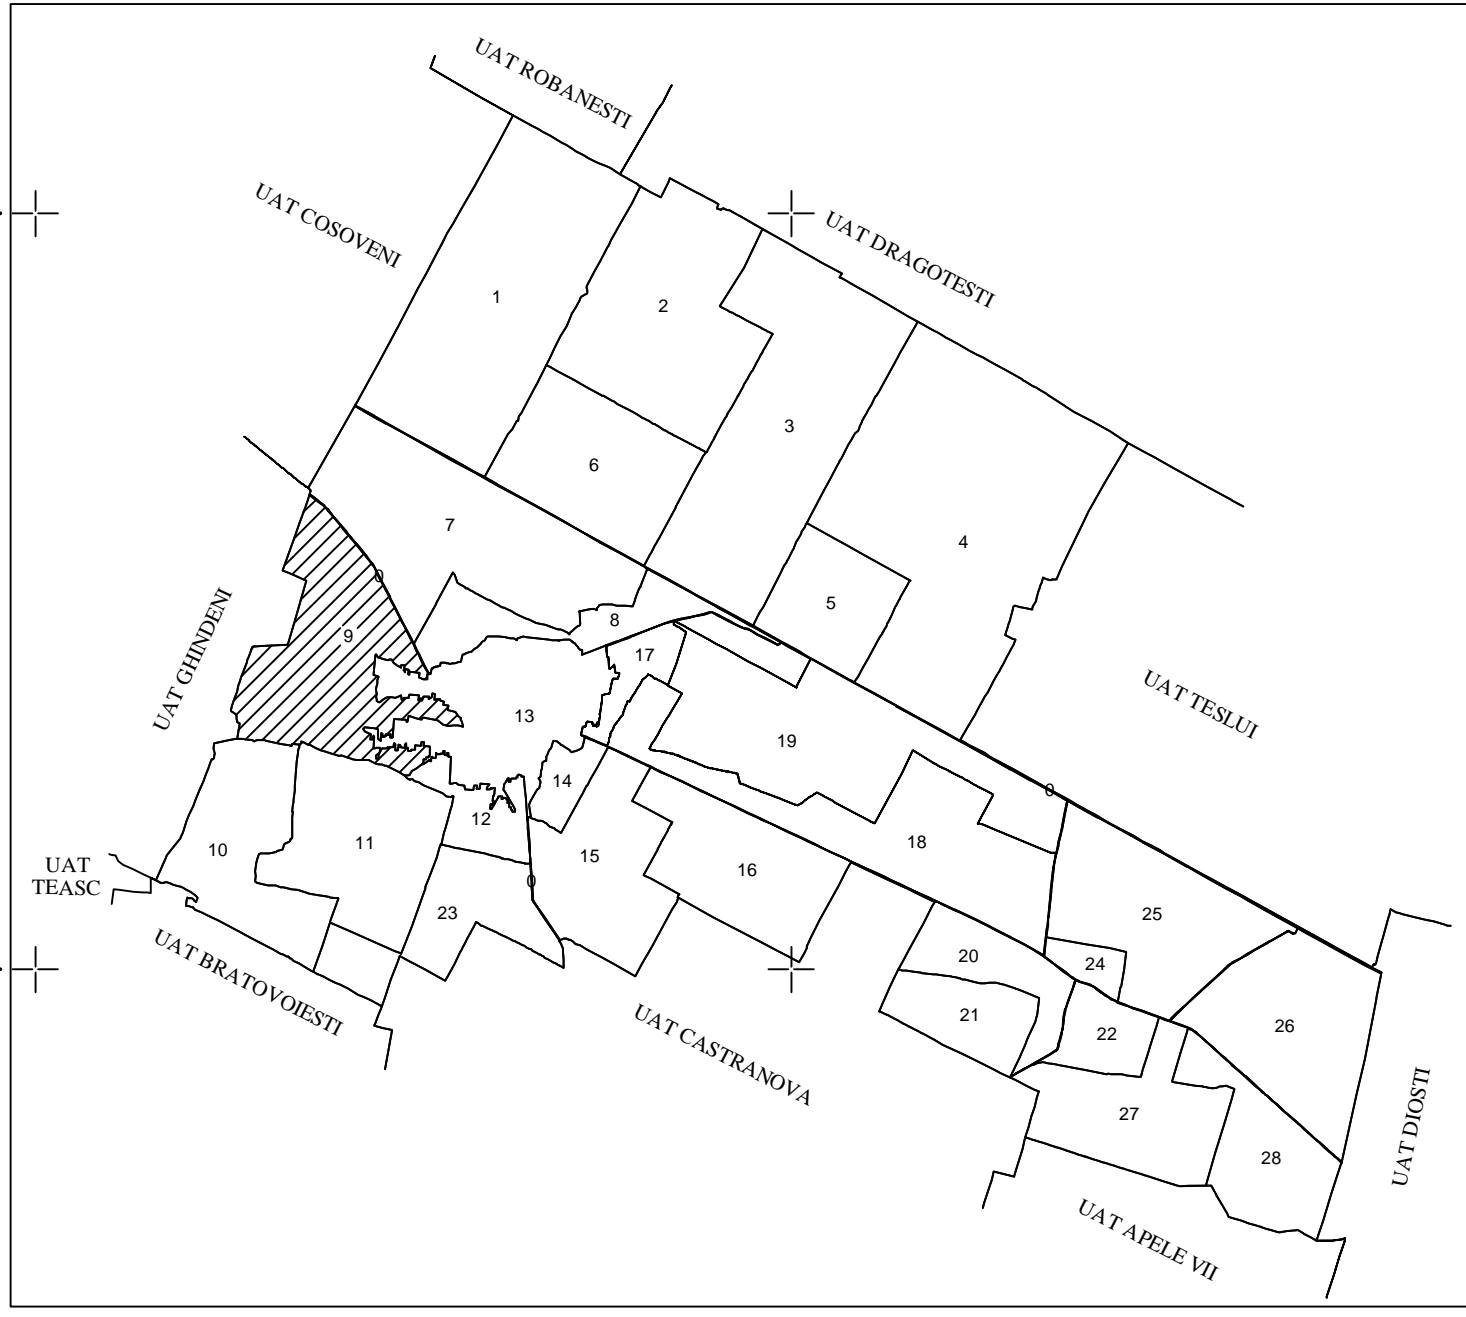 UAT ROBANESTI
UAT COSOVENI
UAT DRAGOTESTI
1
2
3
6
7
4
0
5
8
9
UAT GHINDENI
17
UAT TESLUI
13
19
14
0
12
18
10
11
15
16
UAT
TEASC
0
23
25
20
24
UAT BRATOVOIESTI
21
26
22
UAT CASTRANOVA
27
UAT DIOSTI
28
UAT APELE VII